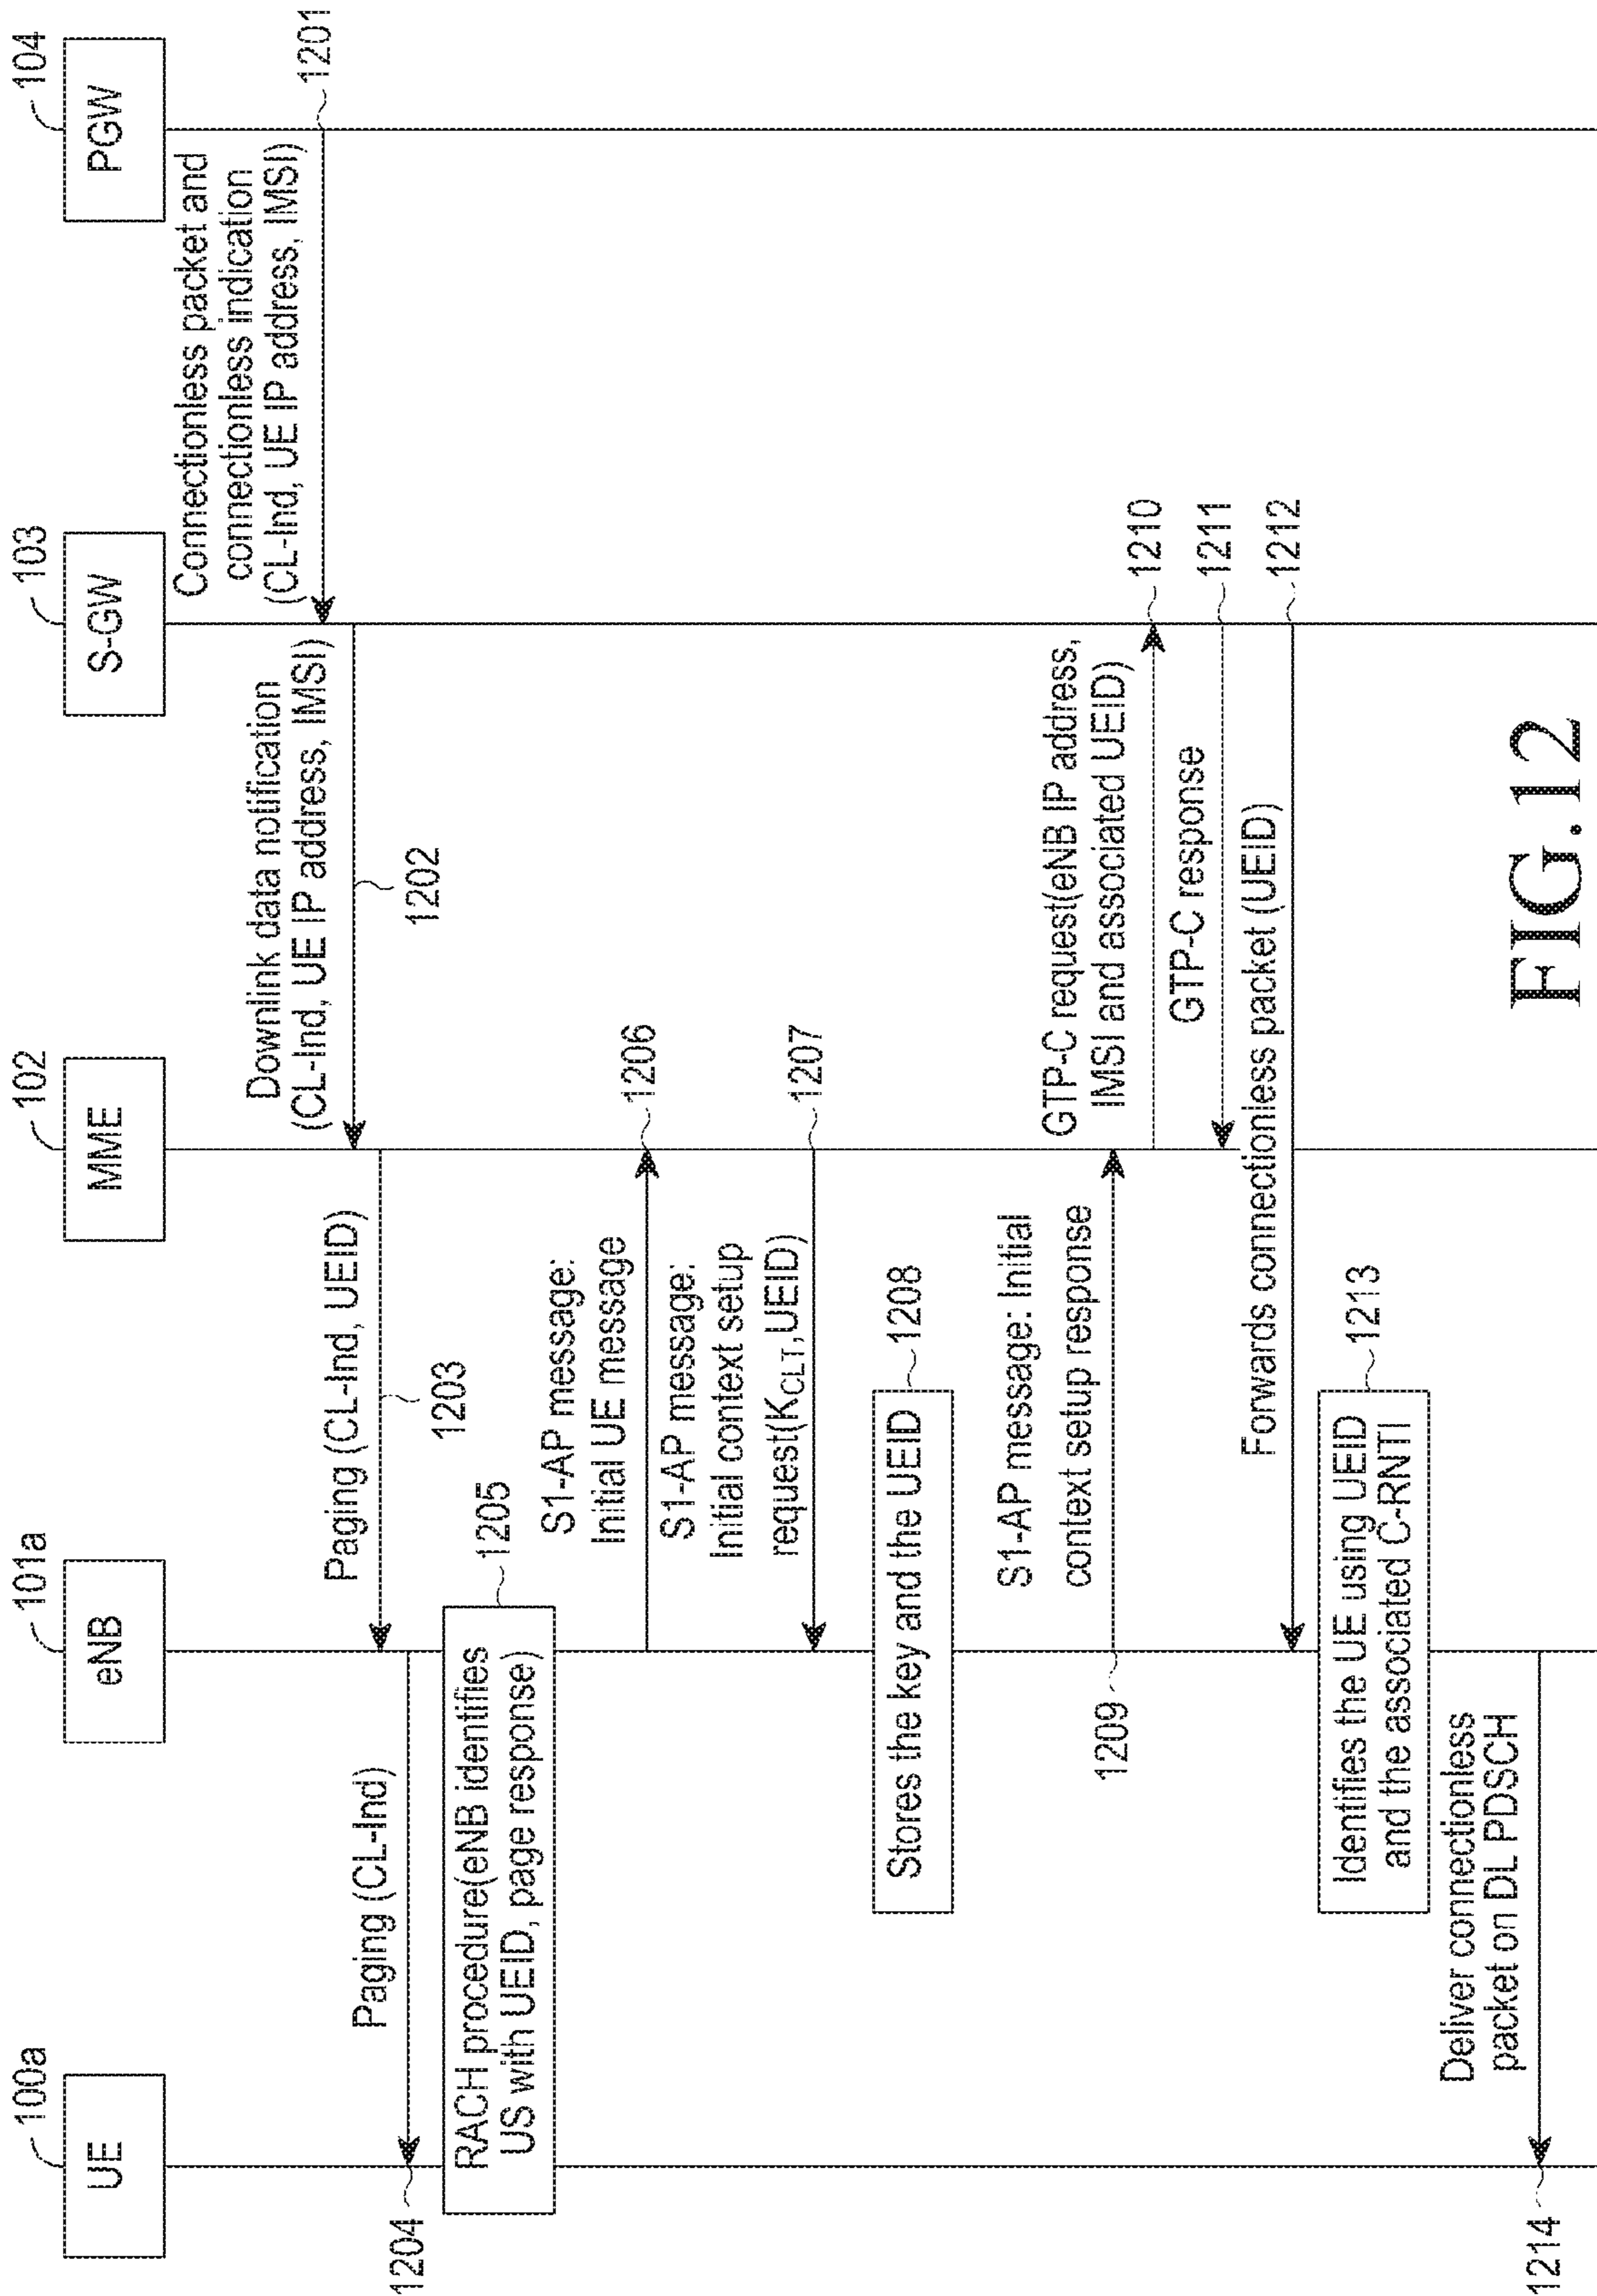 100a
101a
102
103
104
UE
eNB
MME
S-GW
PGW
Connectionless packet and
connectionless indication
(CL-Ind, UE IP address, IMSI)
1201
Downlink data notification
(CL-Ind, UE IP address, IMSI)
1202
Paging (CL-Ind, UEID)
1203
Paging (CL-Ind)
1204
RACH procedure(eNB identifies
US with UEID, page response)
1205
S1-AP message:
Initial UE message
1206
S1-AP message:
Initial context setup
request(KCLT,UEID)
1207
Stores the key and the UEID
1208
S1-AP message: Initial
context setup response
1209
GTP-C request(eNB IP address,
IMSI and associated UEID)
1210
GTP-C response
1211
Forwards connectionless packet (UEID)
1212
Identifies the UE using UEID
and the associated C-RNTI
1213
Deliver connectionless
packet on DL PDSCH
1214
FIG.12